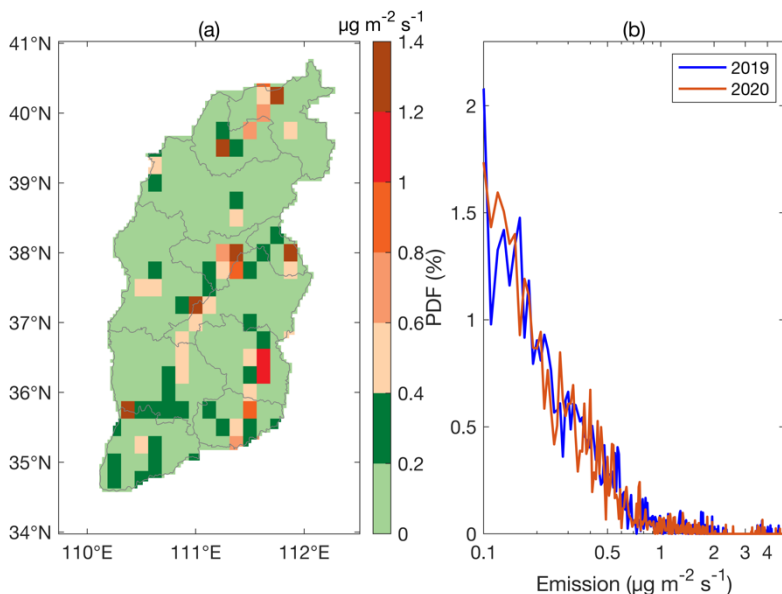 (a)
µg m⁻² s⁻¹
41°N
40°N
39°N
38°N
37°N
36°N
35°N
34°N
110°E
111°E
112°E
1.4
1.2
1
0.8
0.6
0.4
0.2
0
(b)
2019
2020
PDF (%)
2
1.5
1
0.5
0
0.1
0.5
1
2
3
4
Emission (µg m⁻² s⁻¹)